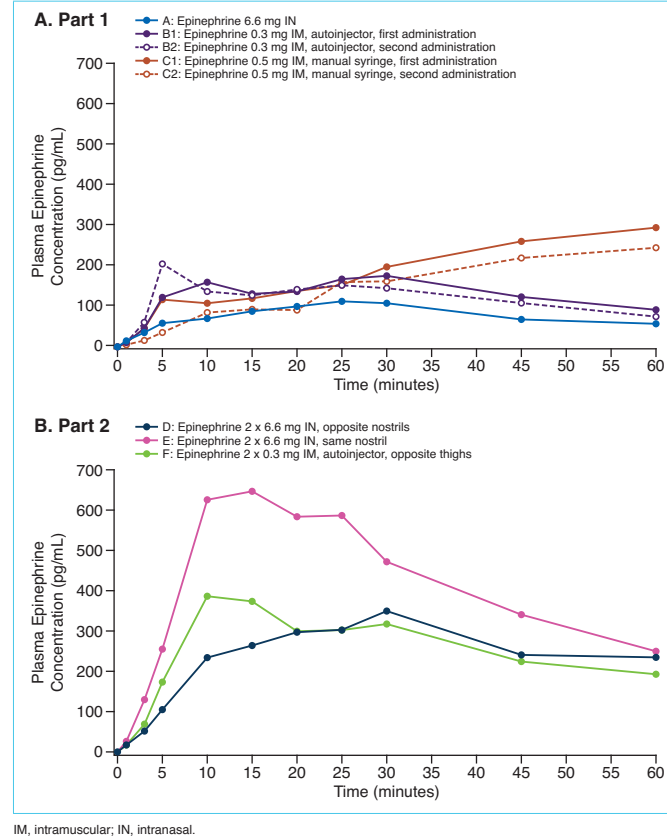 A. Part 1
A: Epinephrine 6.6 mg IN
B1: Epinephrine 0.3 mg IM, autoinjector, first administration
B2: Epinephrine 0.3 mg IM, autoinjector, second administration
C1: Epinephrine 0.5 mg IM, manual syringe, first administration
C2: Epinephrine 0.5 mg IM, manual syringe, second administration
Plasma Epinephrine
Concentration (pg/mL)
700
600
500
400
300
200
100
0
0 5 10 15 20 25 30 35 40 45 50 55 60
Time (minutes)
B. Part 2
D: Epinephrine 2 x 6.6 mg IN, opposite nostrils
E: Epinephrine 2 x 6.6 mg IN, same nostril
F: Epinephrine 2 x 0.3 mg IM, autoinjector, opposite thighs
Plasma Epinephrine
Concentration (pg/mL)
700
600
500
400
300
200
100
0
0 5 10 15 20 25 30 35 40 45 50 55 60
Time (minutes)
IM, intramuscular; IN, intranasal.